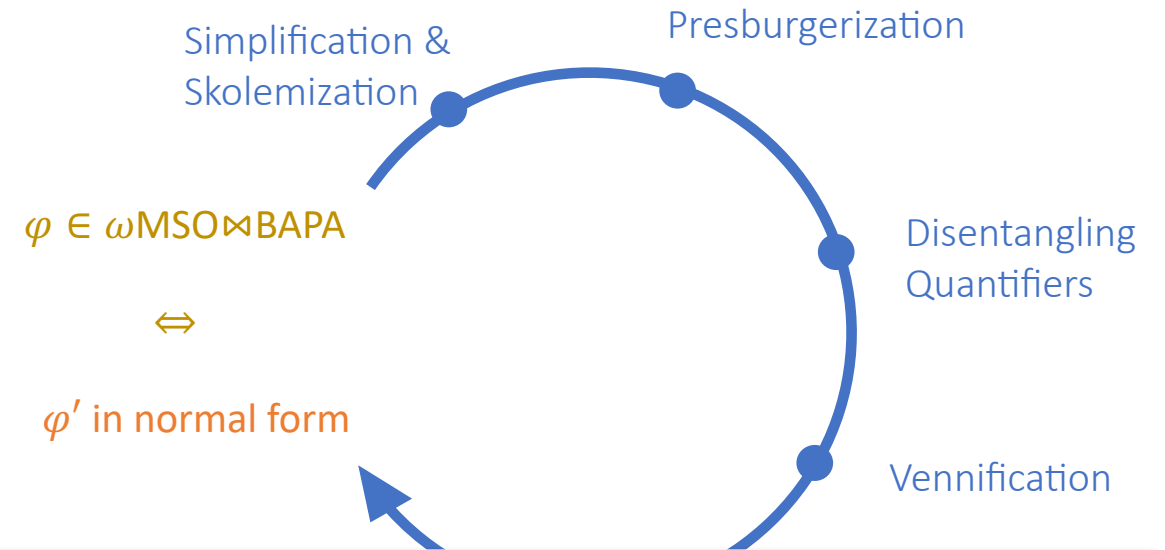 Simplification &
Skolemization
Presburgerization
φ ∈ ωMSO⋈BAPA
Disentangling
Quantifiers
⇔
φ′ in normal form
Vennification